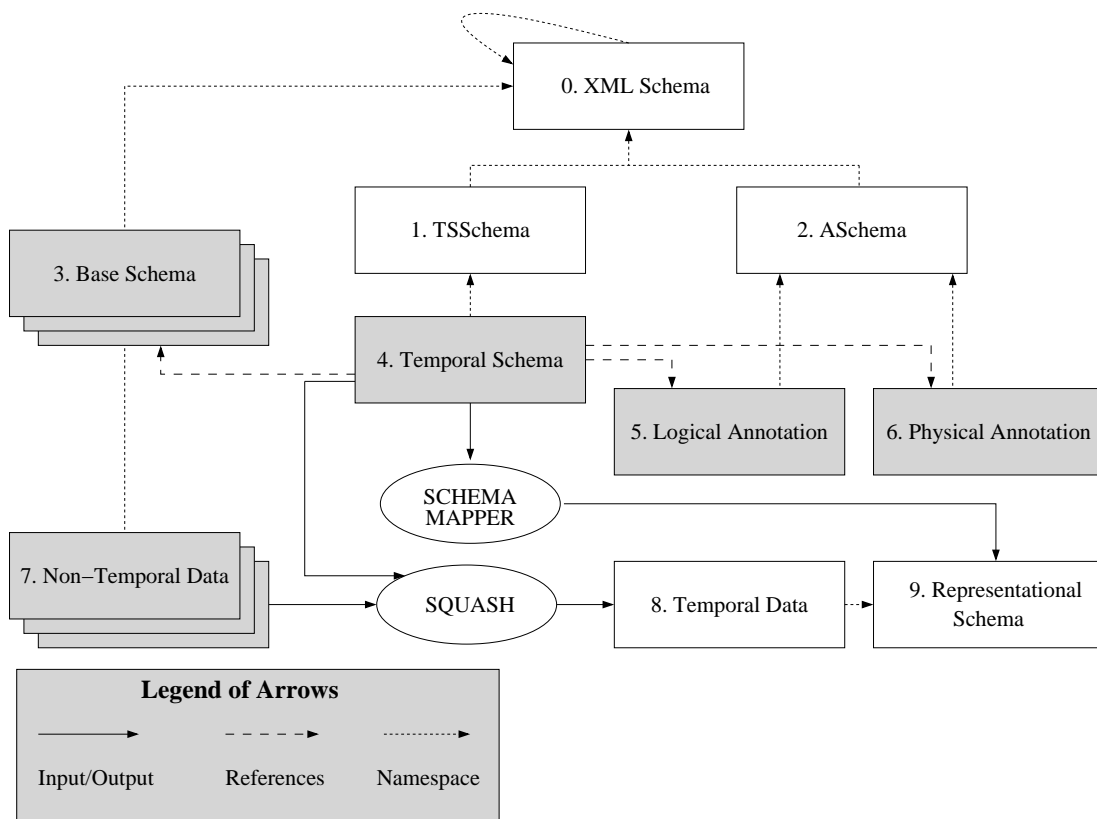 0. XML Schema
1. TSSchema
2. ASchema
3. Base Schema
4. Temporal Schema
5. Logical Annotation
6. Physical Annotation
SCHEMA
MAPPER
7. Non−Temporal Data
SQUASH
8. Temporal Data
9. Representational
Schema
Legend of Arrows
Input/Output
References
Namespace